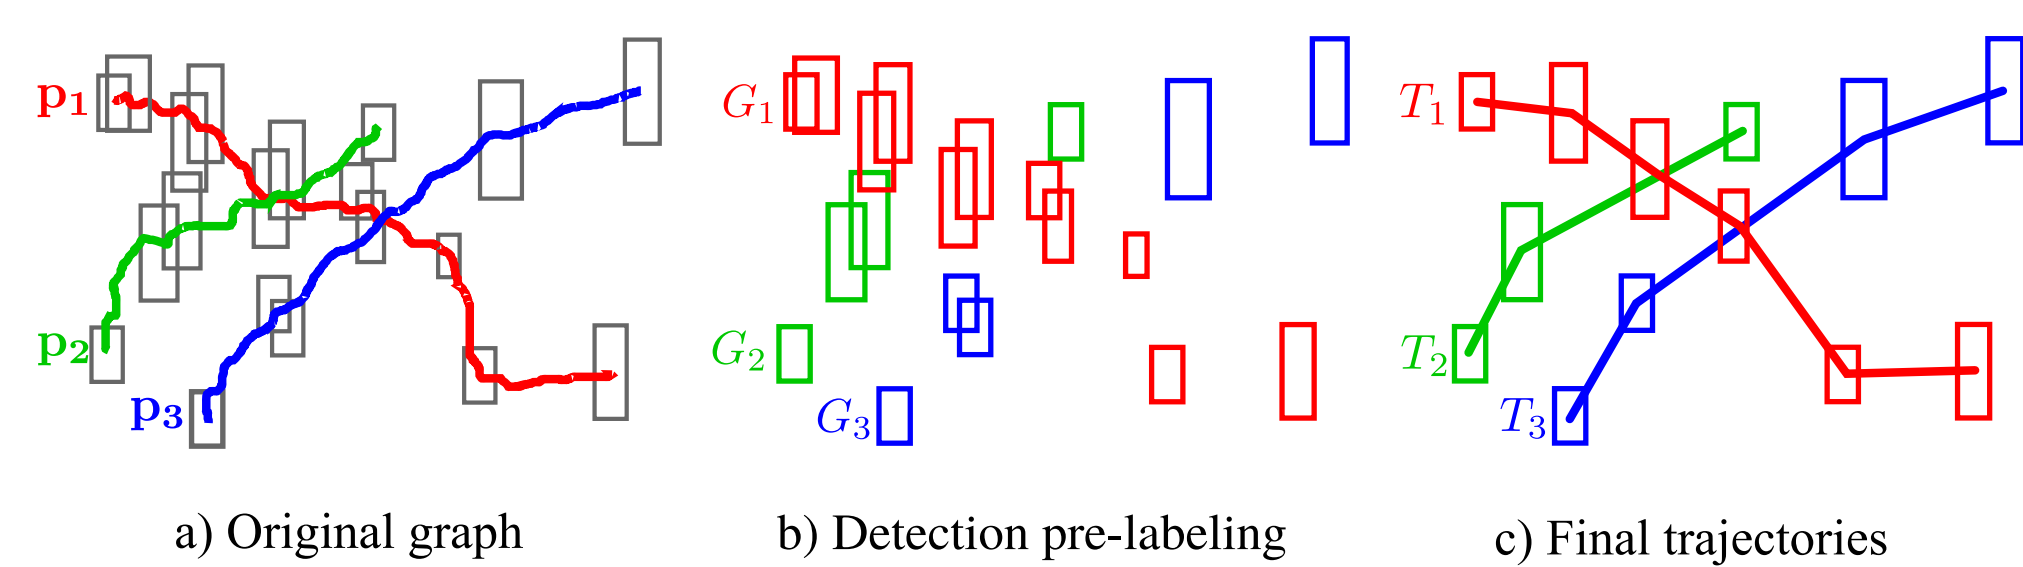 p₁
p₂
p₃
G₁
G₂
G₃
T₁
T₂
T₃
a) Original graph
b) Detection pre-labeling
c) Final trajectories